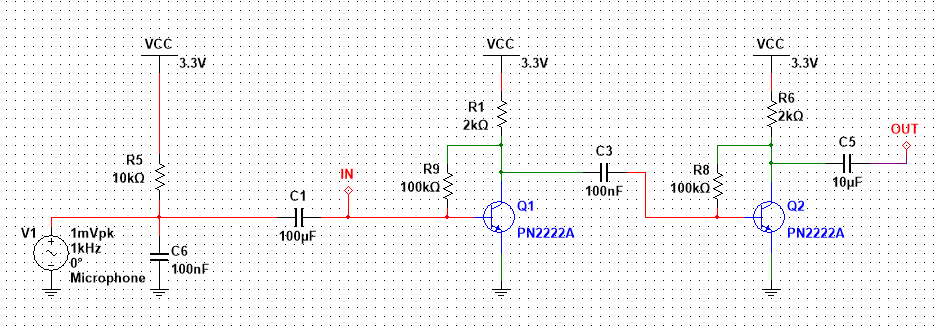 VCC
3.3V
R5
10kΩ
V1
1mVpk
1kHz
0°
Microphone
C6
100nF
C1
100µF
IN
VCC
3.3V
R1
2kΩ
R9
100kΩ
Q1
PN2222A
C3
100nF
VCC
3.3V
R6
2kΩ
R8
100kΩ
Q2
PN2222A
C5
10µF
OUT